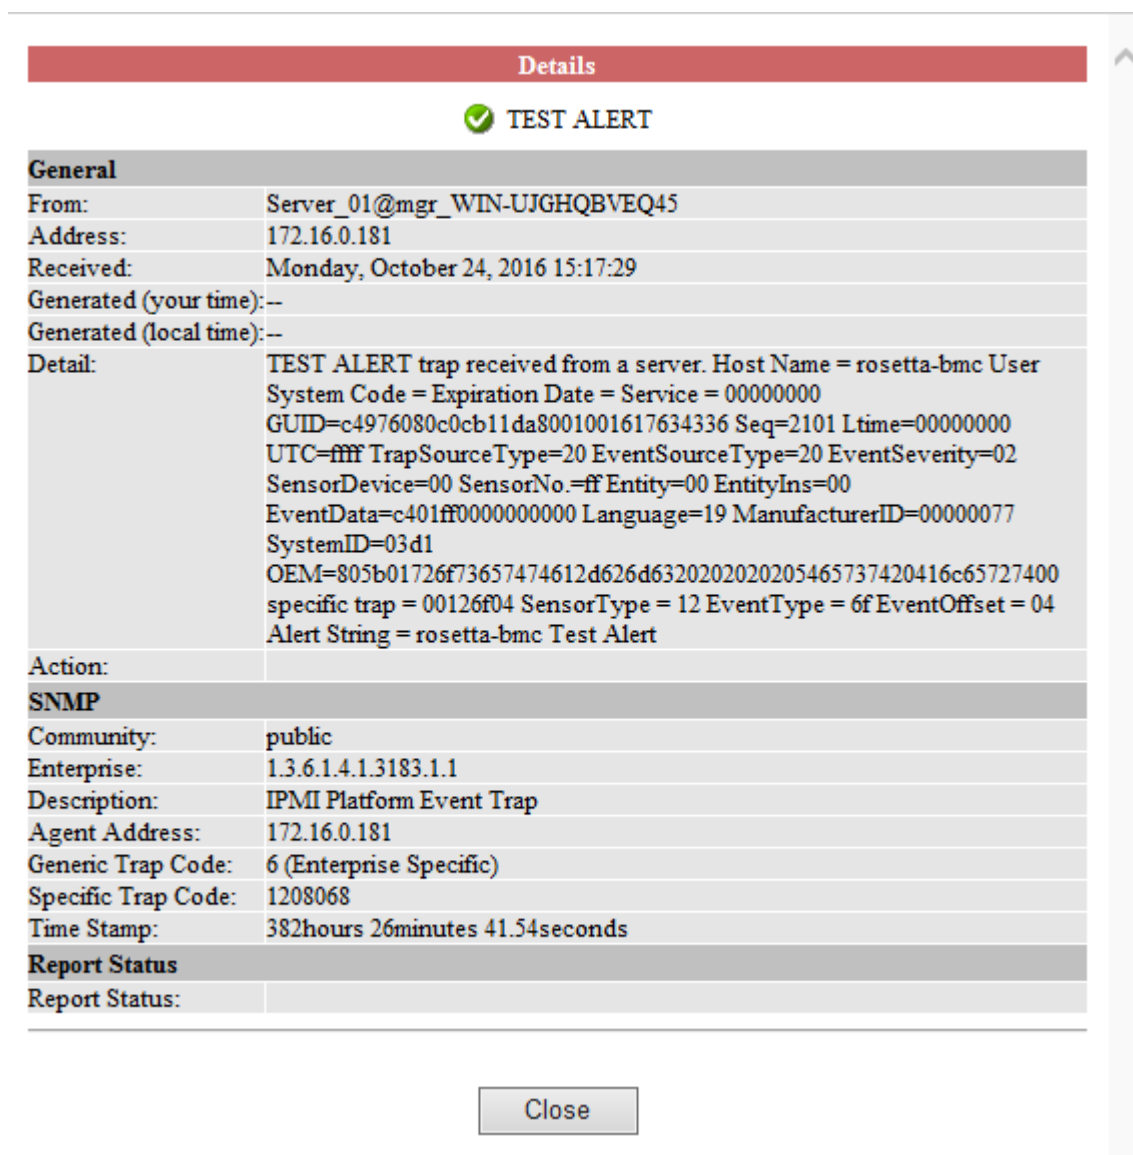 Details
TEST ALERT
General
From: Server_01@mgr_WIN-UJGHQBVEQ45
Address: 172.16.0.181
Received: Monday, October 24, 2016 15:17:29
Generated (your time):--
Generated (local time):--
Detail: TEST ALERT trap received from a server. Host Name = rosetta-bmc User
System Code = Expiration Date = Service = 00000000
GUID=c4976080c0cb11da8001001617634336 Seq=2101 Ltime=00000000
UTC=ffff TrapSourceType=20 EventSourceType=20 EventSeverity=02
SensorDevice=00 SensorNo.=ff Entity=00 EntityIns=00
EventData=c401ff0000000000 Language=19 ManufacturerID=00000077
SystemID=03d1
OEM=805b01726f73657474612d626d6320202020205465737420416c65727400
specific trap = 00126f04 SensorType = 12 EventType = 6f EventOffset = 04
Alert String = rosetta-bmc Test Alert
Action:
SNMP
Community: public
Enterprise: 1.3.6.1.4.1.3183.1.1
Description: IPMI Platform Event Trap
Agent Address: 172.16.0.181
Generic Trap Code: 6 (Enterprise Specific)
Specific Trap Code: 1208068
Time Stamp: 382hours 26minutes 41.54seconds
Report Status
Report Status:
Close